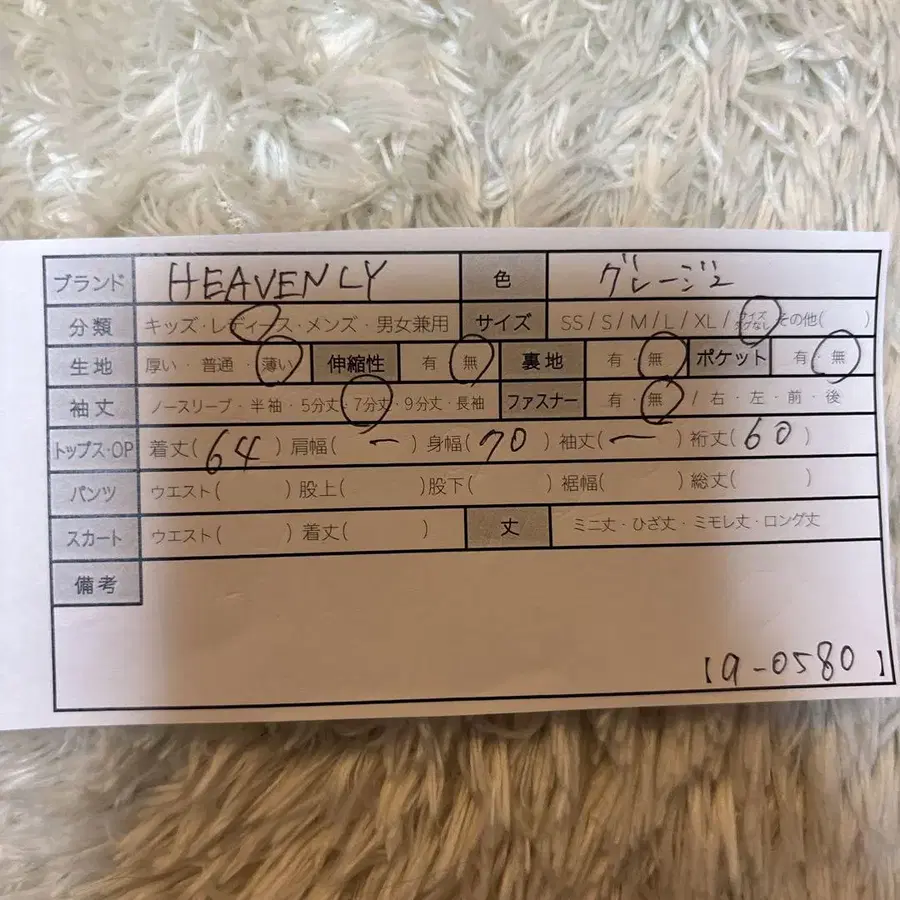 ブランド HEAVENLY 色 グレージュ
分類 キッズ・レディース・メンズ・男女兼用 サイズ SS / S / M / L / XL / サイズタグなし その他( )
生地 厚い・普通・薄い 伸縮性 有・無 裏地 有・無 ポケット 有・無
袖丈 ノースリーブ・半袖・5分丈・7分丈・9分丈・長袖 ファスナー 有・無 / 右・左・前・後
トップス・OP 着丈( 64 ) 肩幅( ー ) 身幅( 70 ) 袖丈( ー ) 裄丈( 60 )
パンツ ウエスト( ) 股上( ) 股下( ) 裾幅( ) 総丈( )
スカート ウエスト( ) 着丈( ) 丈 ミニ丈・ひざ丈・ミモレ丈・ロング丈
備考
【a-0580】